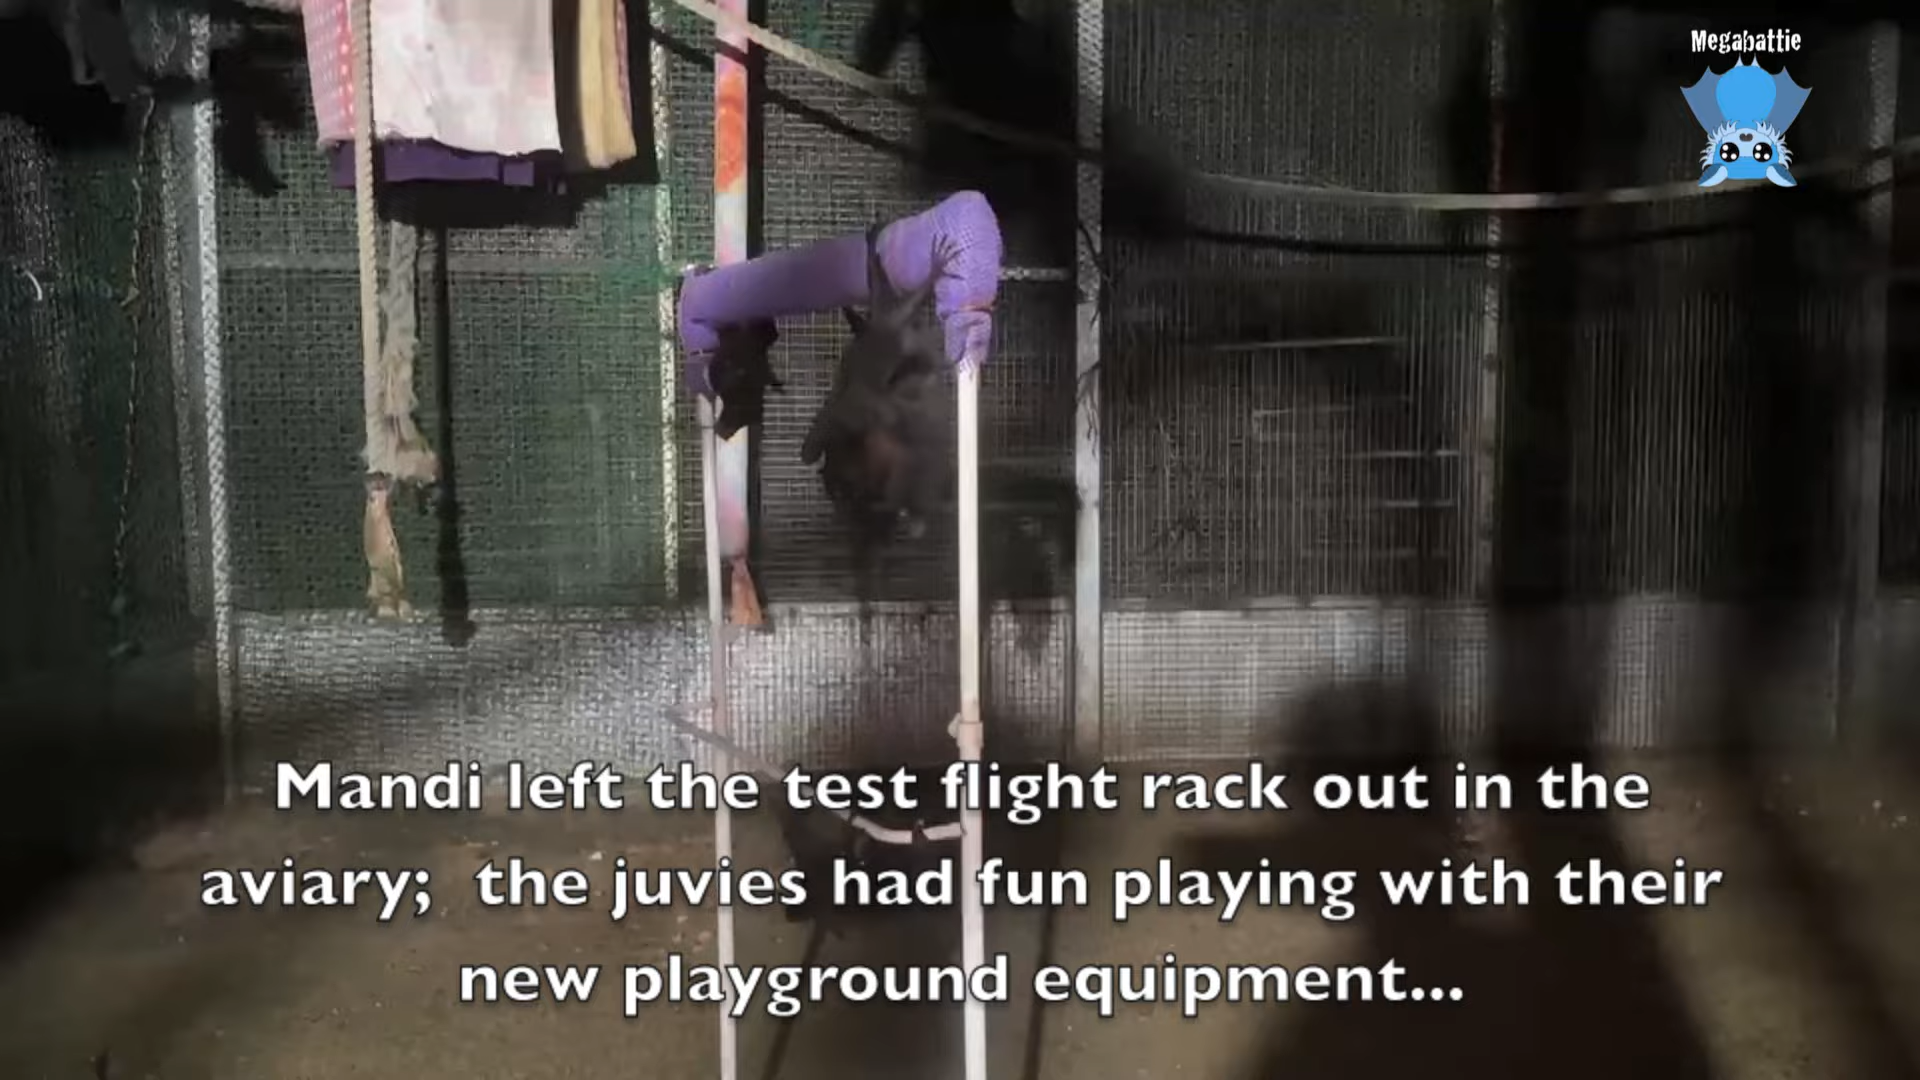 Megabattie
Mandi left the test flight rack out in the
aviary;  the juvies had fun playing with their
new playground equipment...